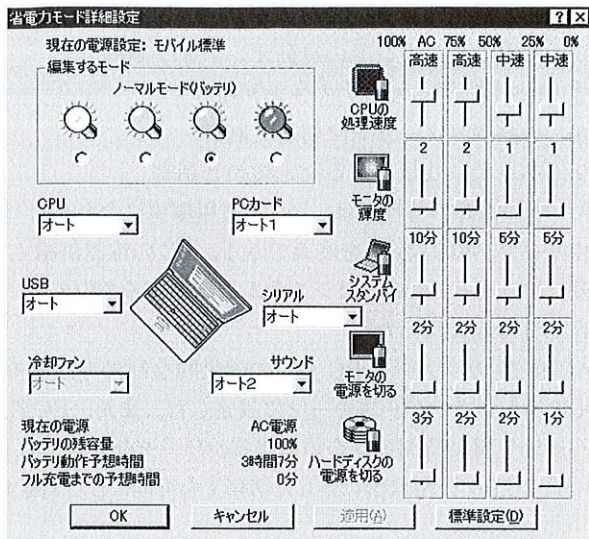 省電力モード詳細設定
現在の電源設定: モバイル標準
100% AC 75% 50% 25% 0%
編集するモード
ノーマルモード(バッテリ)
高速 高速 中速 中速
CPUの
処理速度
2 2 1 1
モニタの
輝度
CPU
オート
PCカード
オート1
10分 10分 5分 5分
システム
スタンバイ
USB
オート
シリアル
オート
2分 2分 2分 2分
モニタの
電源を切る
冷却ファン
オート
サウンド
オート2
3分 2分 2分 1分
ハードディスクの
電源を切る
現在の電源 AC電源
バッテリの残容量 100%
バッテリ動作予想時間 3時間7分
フル充電までの予想時間 0分
OK キャンセル 適用(A) 標準設定(D)